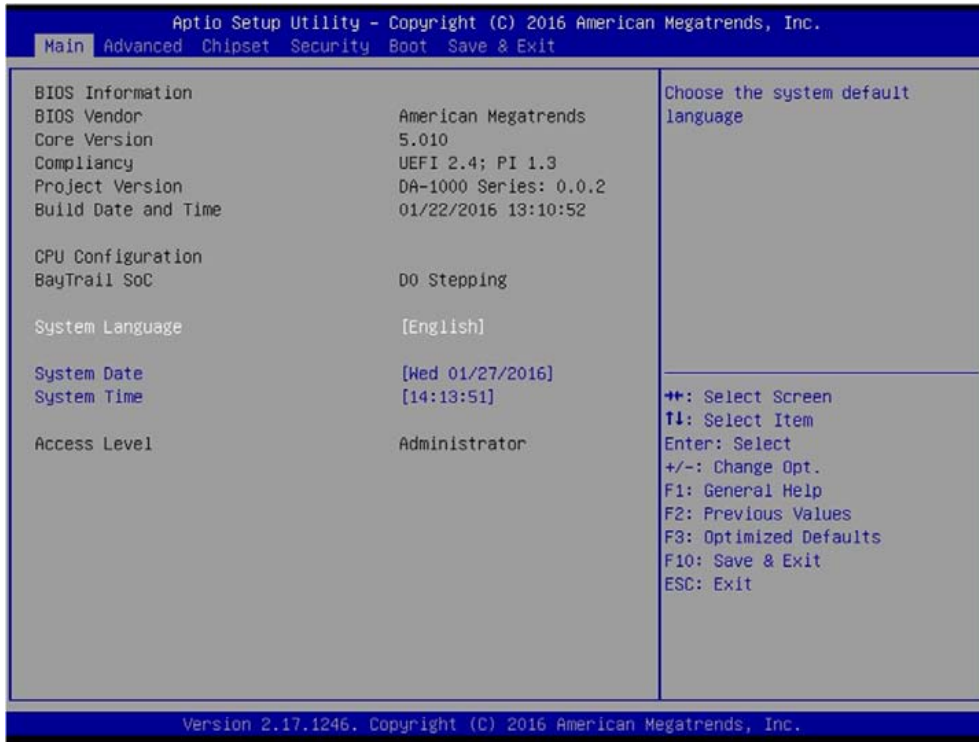 Aptio Setup Utility – Copyright (C) 2016 American Megatrends, Inc.
Main Advanced Chipset Security Boot Save & Exit
BIOS Information
BIOS Vendor American Megatrends
Core Version 5.010
Compliancy UEFI 2.4; PI 1.3
Project Version DA-1000 Series: 0.0.2
Build Date and Time 01/22/2016 13:10:52
CPU Configuration
BayTrail SoC D0 Stepping
System Language [English]
System Date [Wed 01/27/2016]
System Time [14:13:51]
Access Level Administrator
Choose the system default
language
→←: Select Screen
↑↓: Select Item
Enter: Select
+/-: Change Opt.
F1: General Help
F2: Previous Values
F3: Optimized Defaults
F10: Save & Exit
ESC: Exit
Version 2.17.1246. Copyright (C) 2016 American Megatrends, Inc.